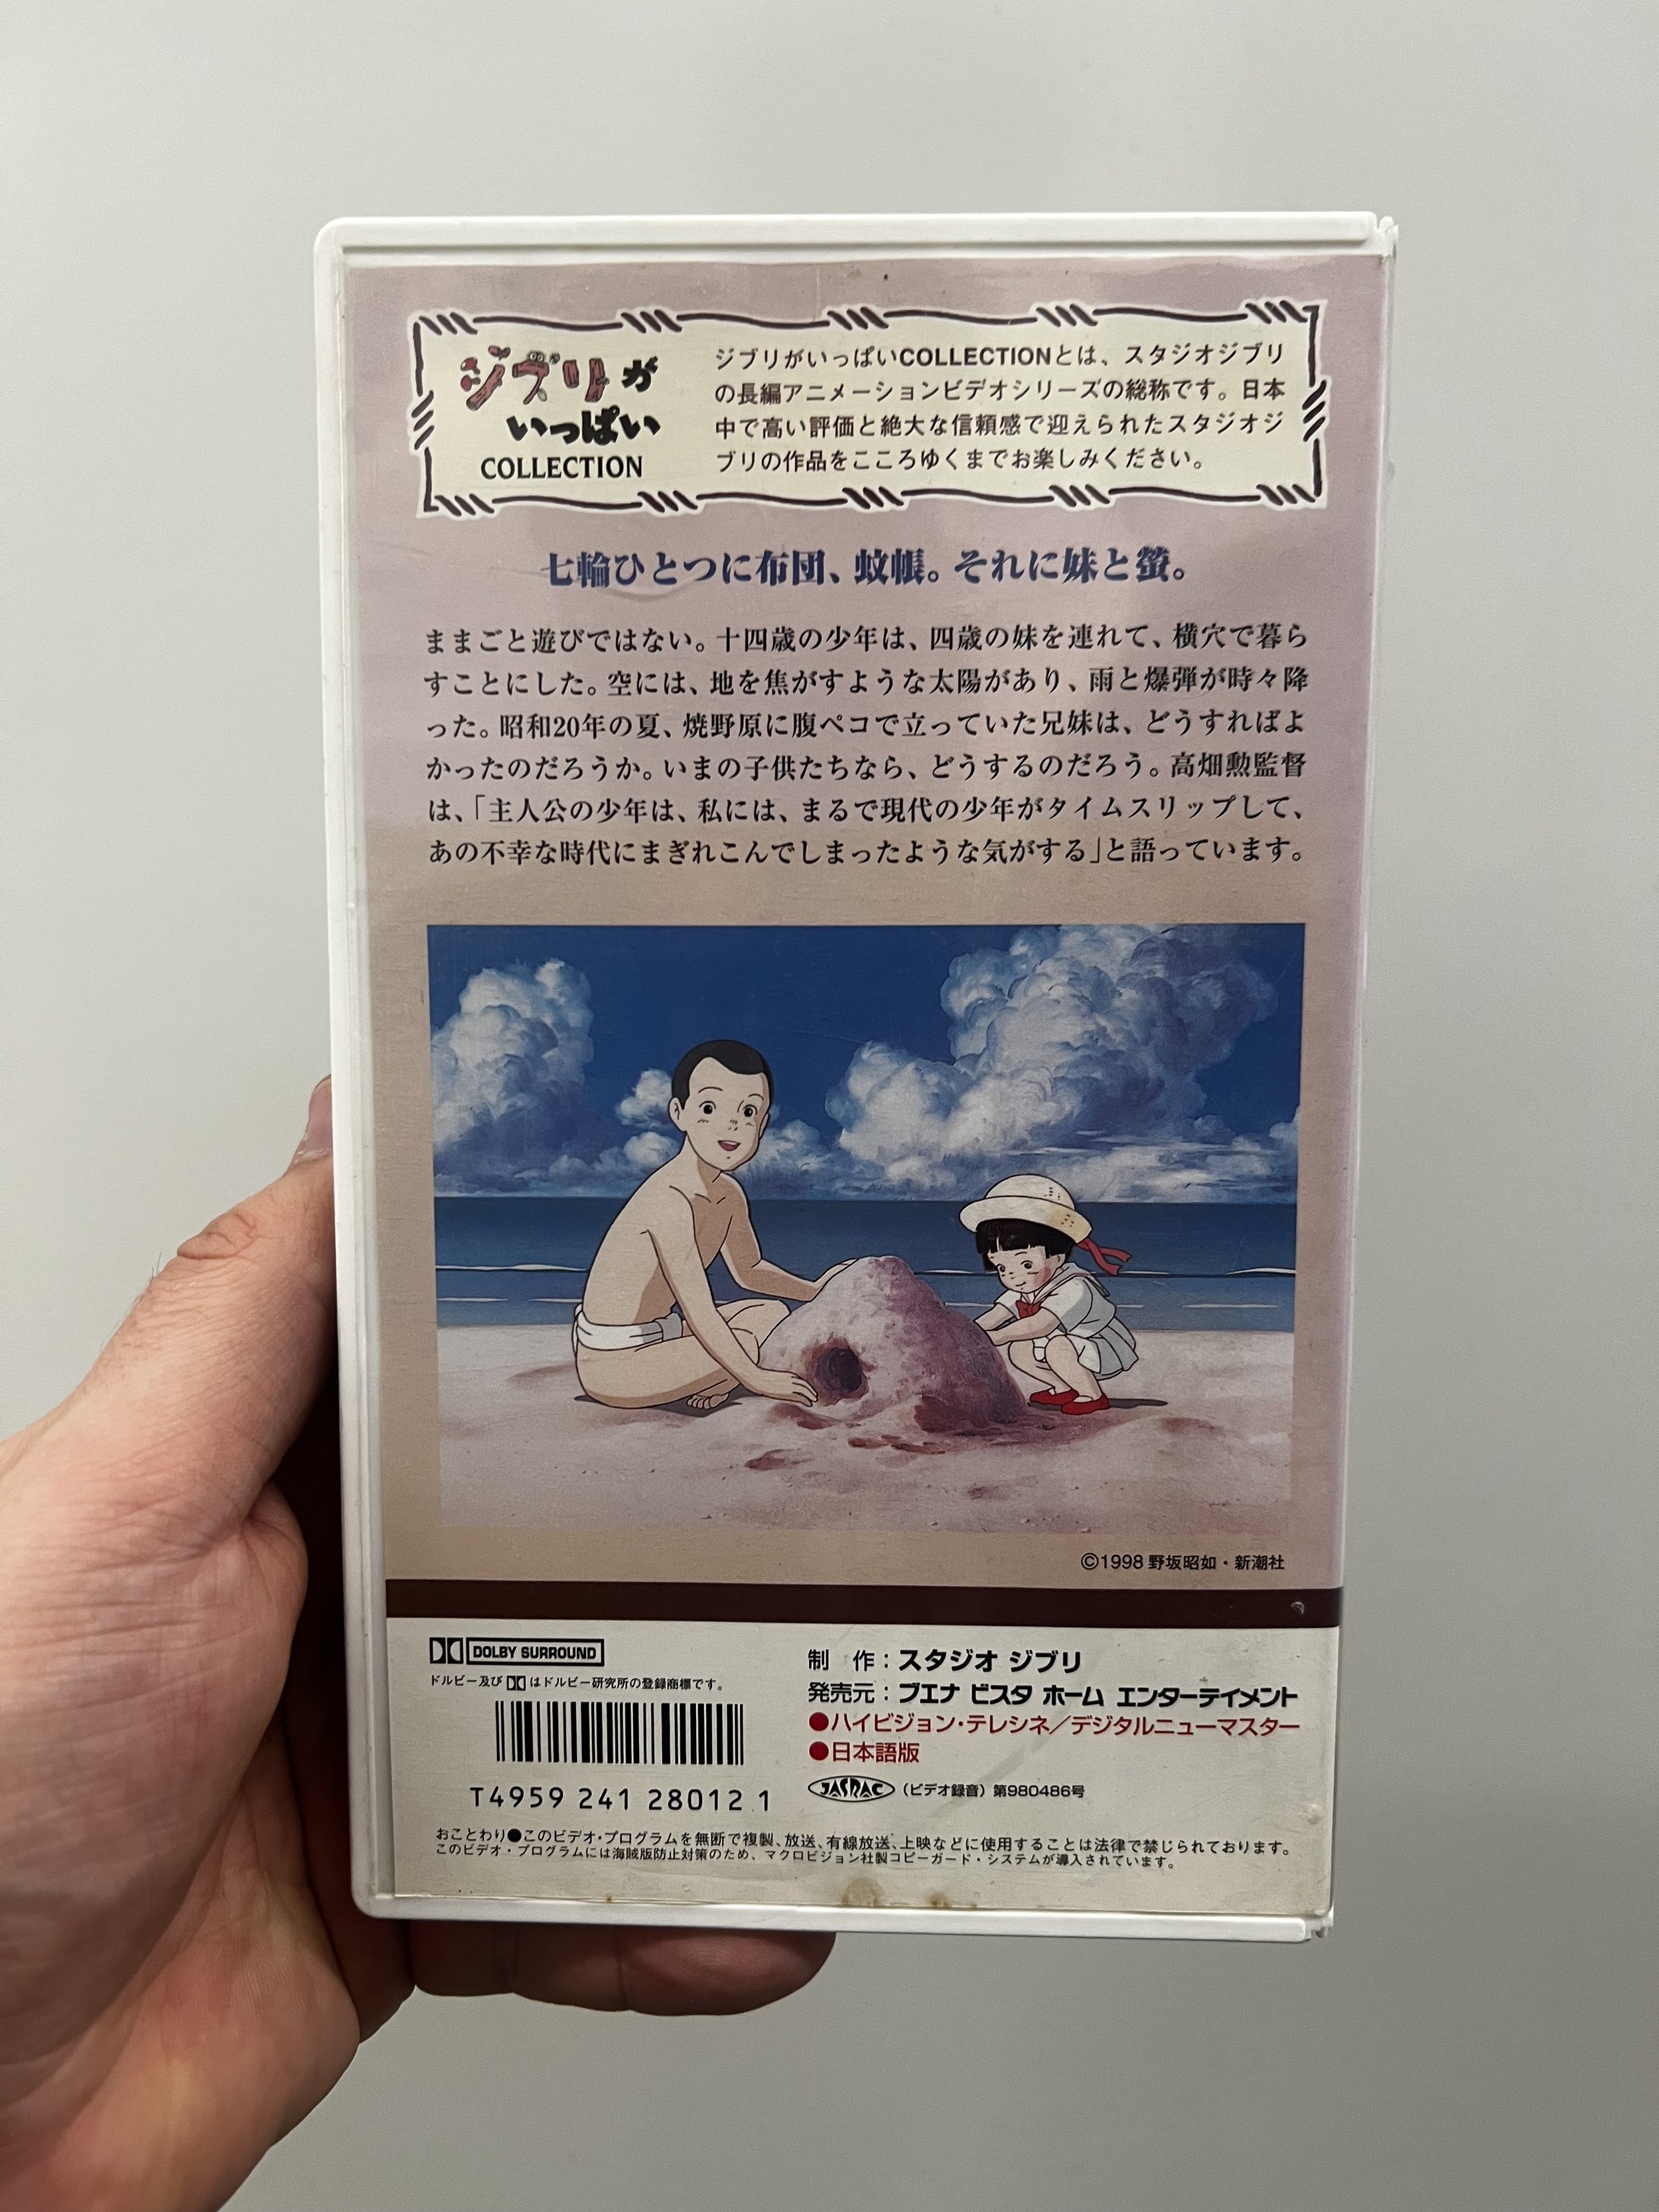 ジブリが
いっぱい
COLLECTION
ジブリがいっぱいCOLLECTIONとは、スタジオジブリ
の長編アニメーションビデオシリーズの総称です。日本
中で高い評価と絶大な信頼感で迎えられたスタジオジ
ブリの作品をこころゆくまでお楽しみください。
七輪ひとつに布団、蚊帳。それに妹と螢。
ままごと遊びではない。十四歳の少年は、四歳の妹を連れて、横穴で暮ら
すことにした。空には、地を焦がすような太陽があり、雨と爆弾が時々降
った。昭和20年の夏、焼野原に腹ペコで立っていた兄妹は、どうすればよ
かったのだろうか。いまの子供たちなら、どうするのだろう。高畑勲監督
は、「主人公の少年は、私には、まるで現代の少年がタイムスリップして、
あの不幸な時代にまぎれこんでしまったような気がする」と語っています。
©1998 野坂昭如・新潮社
DOLBY SURROUND
ドルビー及び はドルビー研究所の登録商標です。
T4959 241 28012 1
制 作：スタジオ ジブリ
発売元：ブエナ ビスタ ホーム エンターテイメント
●ハイビジョン・テレシネ／デジタルニューマスター
●日本語版
JASRAC （ビデオ録音）第980486号
おことわり●このビデオ・プログラムを無断で複製、放送、有線放送、上映などに使用することは法律で禁じられております。
このビデオ・プログラムには海賊版防止対策のため、マクロビジョン社製コピーガード・システムが導入されています。